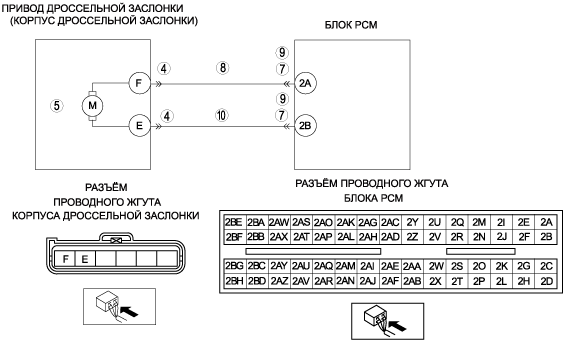 ПРИВОД ДРОССЕЛЬНОЙ ЗАСЛОНКИ
(КОРПУС ДРОССЕЛЬНОЙ ЗАСЛОНКИ)
БЛОК PCM
9
4 8 7
F 2A
5 M
9
4 10 7
E 2B
РАЗЪЁМ
ПРОВОДНОГО ЖГУТА
КОРПУСА ДРОССЕЛЬНОЙ ЗАСЛОНКИ
F E
РАЗЪЁМ ПРОВОДНОГО ЖГУТА
БЛОКА PCM
2BE 2BA 2AW 2AS 2AO 2AK 2AG 2AC 2Y 2U 2Q 2M 2I 2E 2A
2BF 2BB 2AX 2AT 2AP 2AL 2AH 2AD 2Z 2V 2R 2N 2J 2F 2B
2BG 2BC 2AY 2AU 2AQ 2AM 2AI 2AE 2AA 2W 2S 2O 2K 2G 2C
2BH 2BD 2AZ 2AV 2AR 2AN 2AJ 2AF 2AB 2X 2T 2P 2L 2H 2D